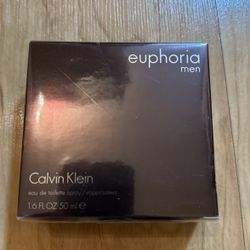 euphoria
men
Calvin Klein
eau de toilette spray / vaporisateur
1.6 FL OZ 50 ml ℮